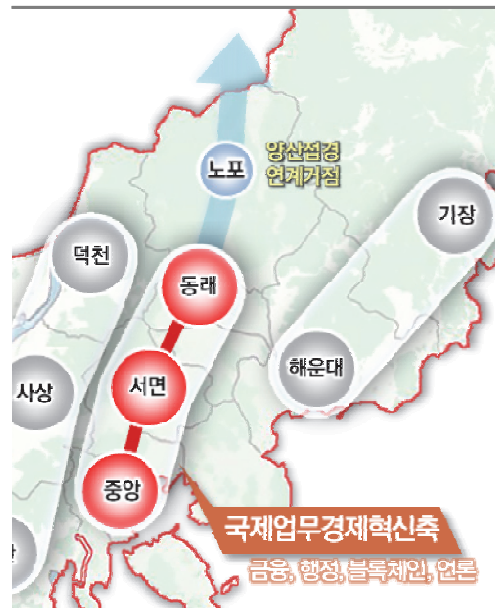 노포
양산접경
연계거점
기장
덕천
동래
해운대
사상
서면
중앙
국제업무경제혁신축
금융, 행정, 블록체인, 언론